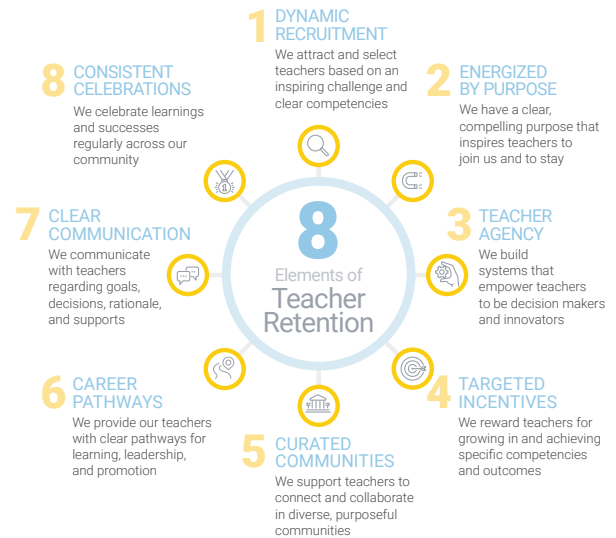 1 DYNAMIC
RECRUITMENT
We attract and select
teachers based on an
inspiring challenge and
clear competencies
2 ENERGIZED
BY PURPOSE
We have a clear,
compelling purpose that
inspires teachers to
join us and to stay
3 TEACHER
AGENCY
We build
systems that
empower teachers
to be decision makers
and innovators
4 TARGETED
INCENTIVES
We reward teachers for
growing in and achieving
specific competencies
and outcomes
5 CURATED
COMMUNITIES
We support teachers to
connect and collaborate
in diverse, purposeful
communities
6 CAREER
PATHWAYS
We provide our teachers
with clear pathways for
learning, leadership,
and promotion
7 CLEAR
COMMUNICATION
We communicate
with teachers
regarding goals,
decisions, rationale,
and supports
8 CONSISTENT
CELEBRATIONS
We celebrate learnings
and successes
regularly across our
community
8
Elements of
Teacher
Retention
1